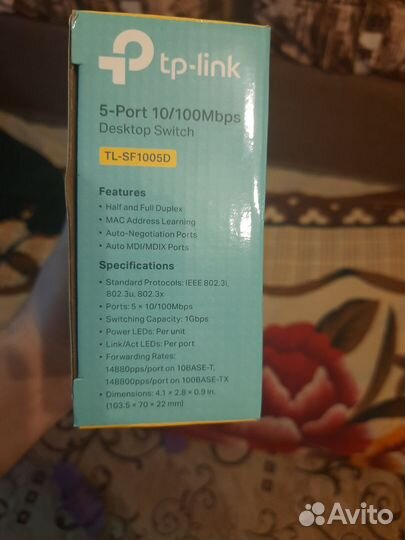 tp-link
5-Port 10/100Mbps
Desktop Switch
TL-SF1005D
Features
• Half and Full Duplex
• MAC Address Learning
• Auto-Negotiation Ports
• Auto MDI/MDIX Ports
Specifications
• Standard Protocols: IEEE 802.3i,
802.3u, 802.3x
• Ports: 5 × 10/100Mbps
• Switching Capacity: 1Gbps
• Power LEDs: Per unit
• Link/Act LEDs: Per port
• Forwarding Rates:
14880pps/port on 10BASE-T,
148800pps/port on 100BASE-TX
• Dimensions: 4.1 × 2.8 × 0.9 in.
(103.5 × 70 × 22 mm)
Avito